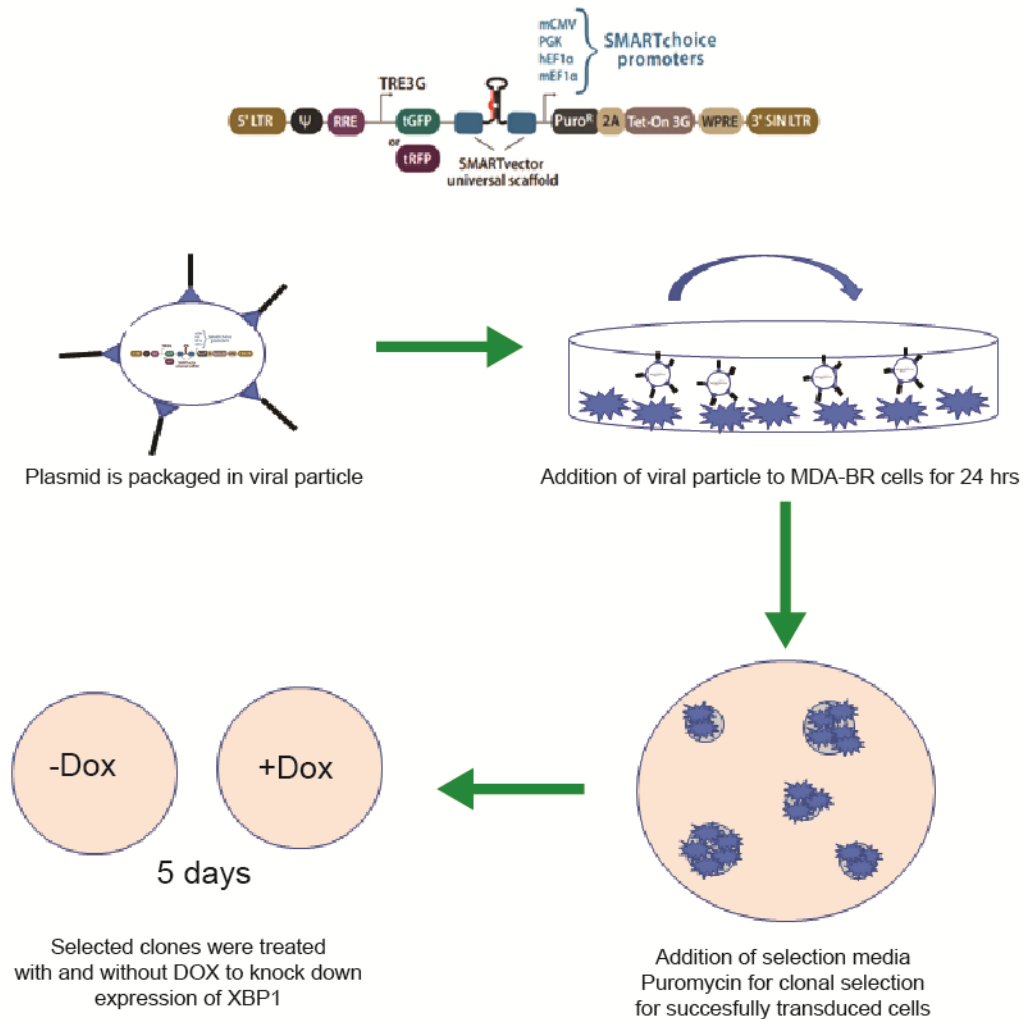 mCMV
PGK
hEF1α
mEF1α
SMARTchoice
promoters
TRE3G
5' LTR
Ψ
RRE
tGFP
or
tRFP
SMARTvector
universal scaffold
Puroᴿ
2A
Tet-On 3G
WPRE
3' SIN LTR
Plasmid is packaged in viral particle
Addition of viral particle to MDA-BR cells for 24 hrs
-Dox
+Dox
5 days
Selected clones were treated
with and without DOX to knock down
expression of XBP1
Addition of selection media
Puromycin for clonal selection
for succesfully transduced cells